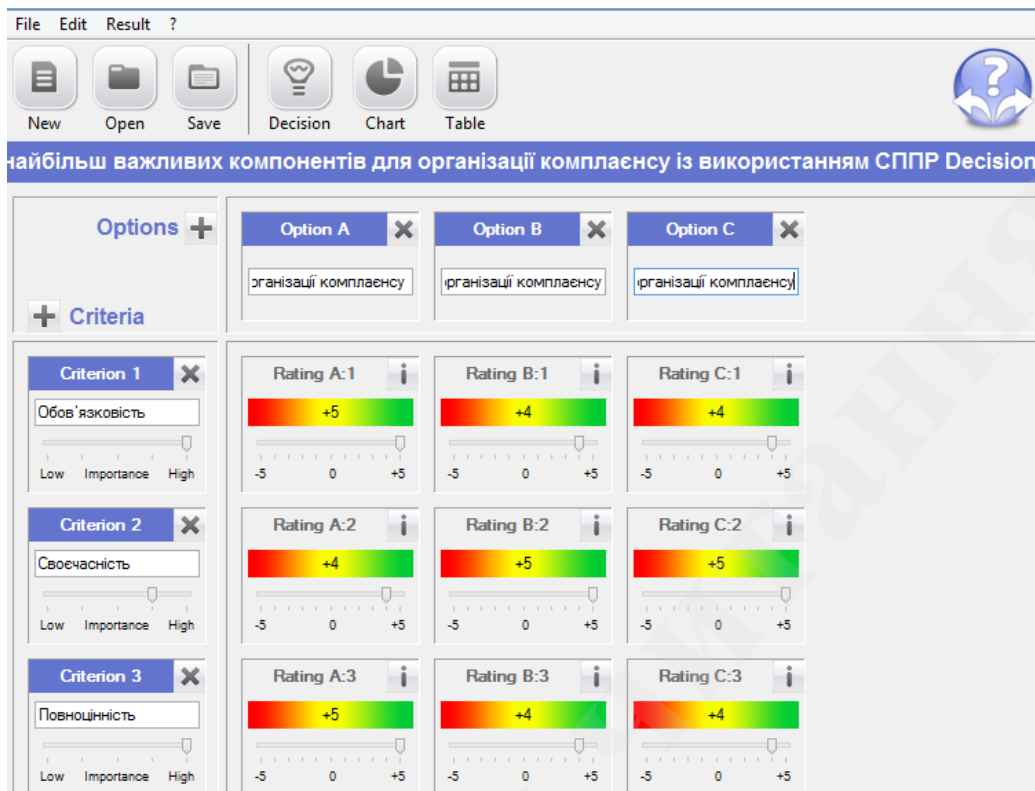 File Edit Result ?
New Open Save Decision Chart Table
найбільш важливих компонентів для організації комплаєнсу із використанням СППР Decision
Options
Option A Option B Option C
організації комплаєнсу організації комплаєнсу організації комплаєнсу
Criteria
Criterion 1 Rating A:1 Rating B:1 Rating C:1
Обов'язковість +5 +4 +4
Low Importance High -5 0 +5 -5 0 +5 -5 0 +5
Criterion 2 Rating A:2 Rating B:2 Rating C:2
Своєчасність +4 +5 +5
Low Importance High -5 0 +5 -5 0 +5 -5 0 +5
Criterion 3 Rating A:3 Rating B:3 Rating C:3
Повноцінність +5 +4 +4
Low Importance High -5 0 +5 -5 0 +5 -5 0 +5